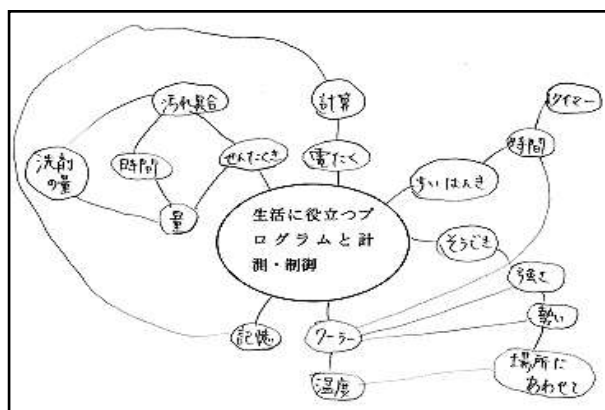 タイマー
計算
汚れ具合
時間
洗剤
の量
時間
せんたくき
電たく
すいはんき
量
生活に役立つプ
ログラムと計
測・制御
そうじき
強さ
記憶
クーラー
勢い
温度
場所に
あわせて